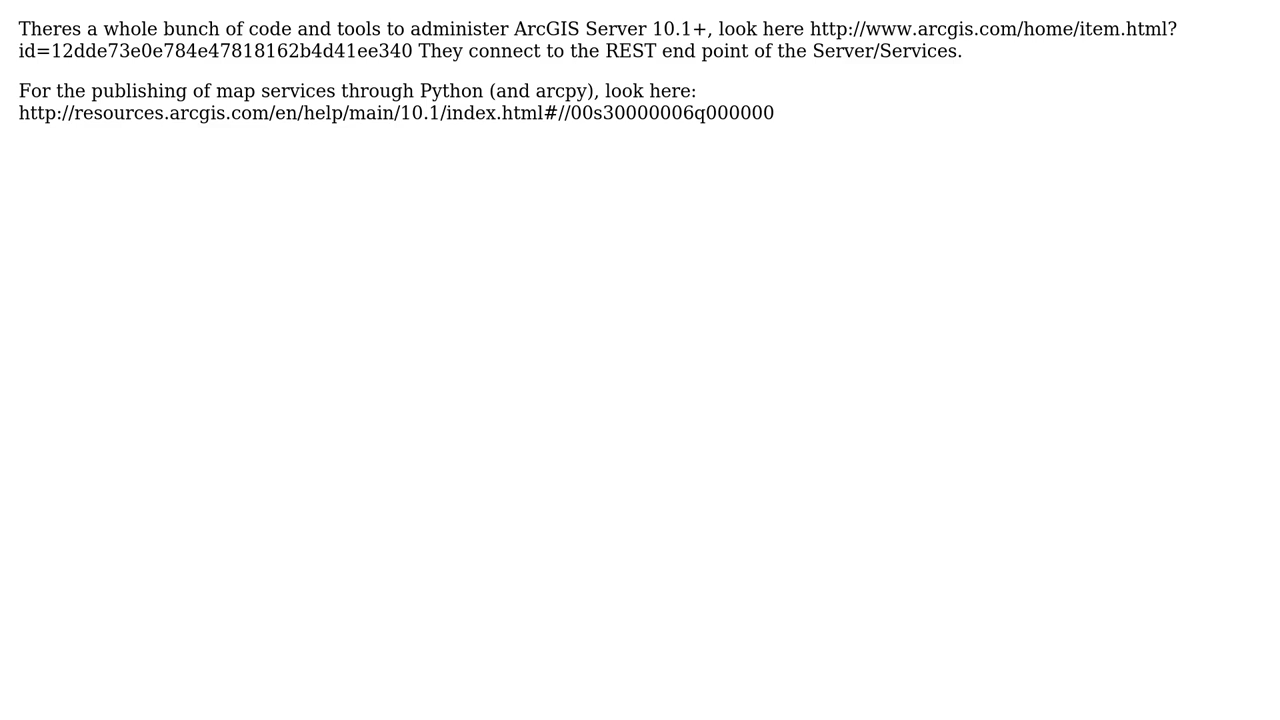 Theres a whole bunch of code and tools to administer ArcGIS Server 10.1+, look here http://www.arcgis.com/home/item.html?
id=12dde73e0e784e47818162b4d41ee340 They connect to the REST end point of the Server/Services.
For the publishing of map services through Python (and arcpy), look here:
http://resources.arcgis.com/en/help/main/10.1/index.html#//00s30000006q000000